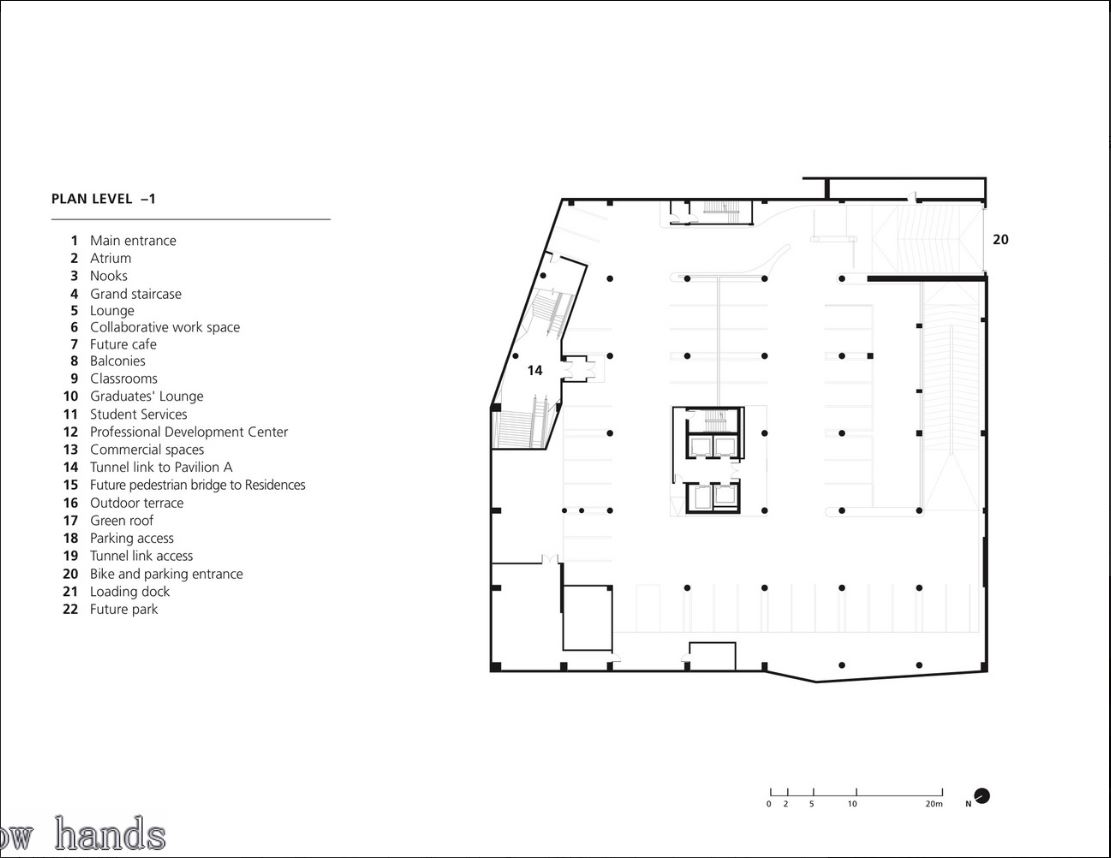 PLAN LEVEL –1
1 Main entrance
2 Atrium
3 Nooks
4 Grand staircase
5 Lounge
6 Collaborative work space
7 Future cafe
8 Balconies
9 Classrooms
10 Graduates' Lounge
11 Student Services
12 Professional Development Center
13 Commercial spaces
14 Tunnel link to Pavilion A
15 Future pedestrian bridge to Residences
16 Outdoor terrace
17 Green roof
18 Parking access
19 Tunnel link access
20 Bike and parking entrance
21 Loading dock
22 Future park
20
14
0 2 5 10 20m N
hands